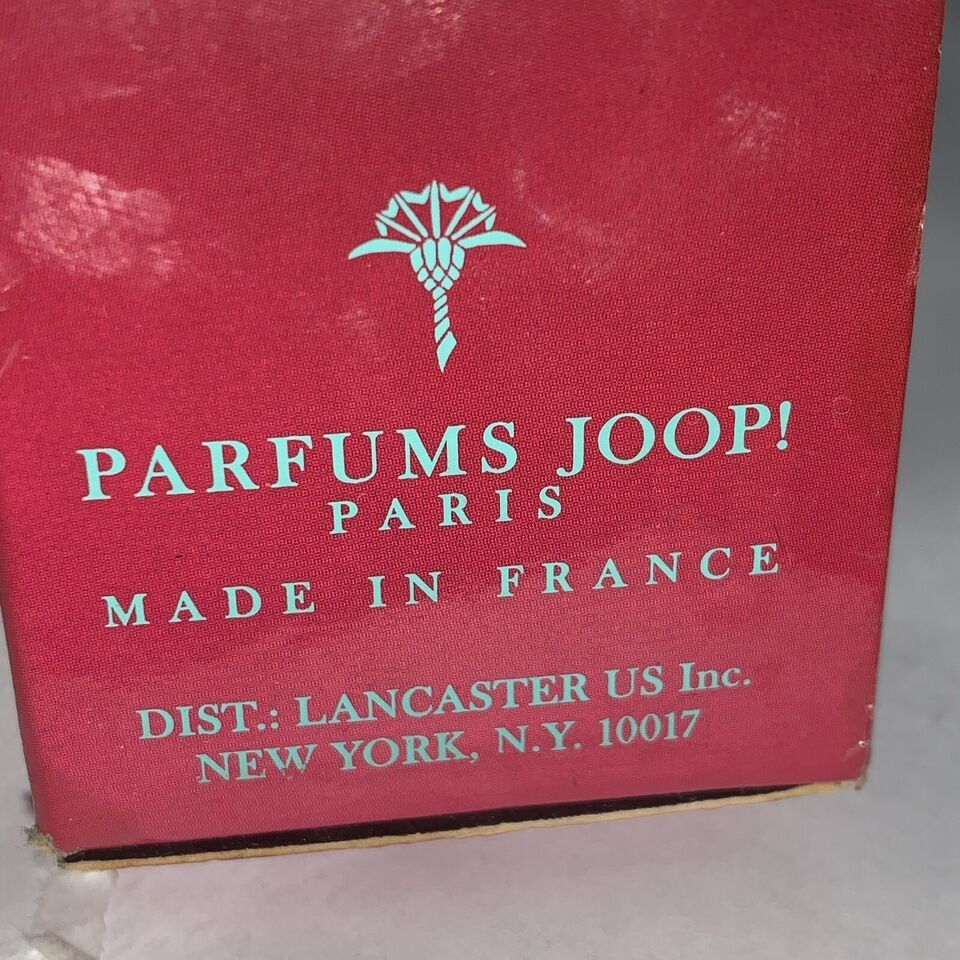 PARFUMS JOOP!
PARIS
MADE IN FRANCE
DIST.: LANCASTER US Inc.
NEW YORK, N.Y. 10017